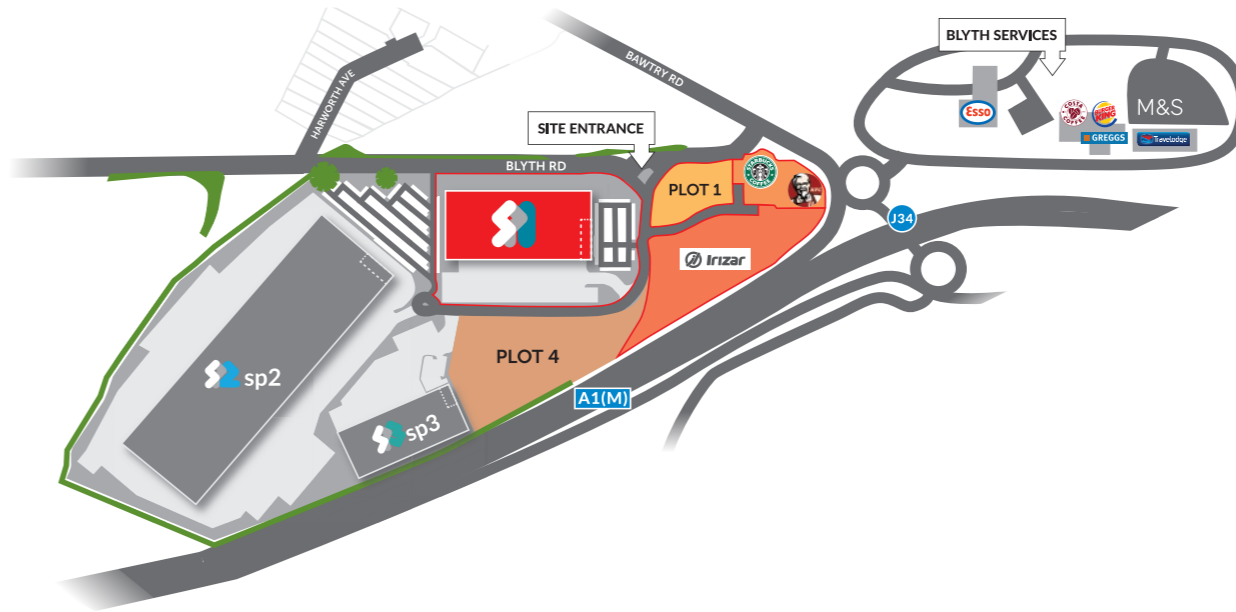 BLYTH SERVICES
BAWTRY RD
HARWORTH AVE
Esso
COSTA
COFFEE
BURGER
KING
M&S
GREGGS
Travelodge
SITE ENTRANCE
BLYTH RD
STARBUCKS
COFFEE
PLOT 1
J34
Irizar
PLOT 4
sp2
A1(M)
sp3